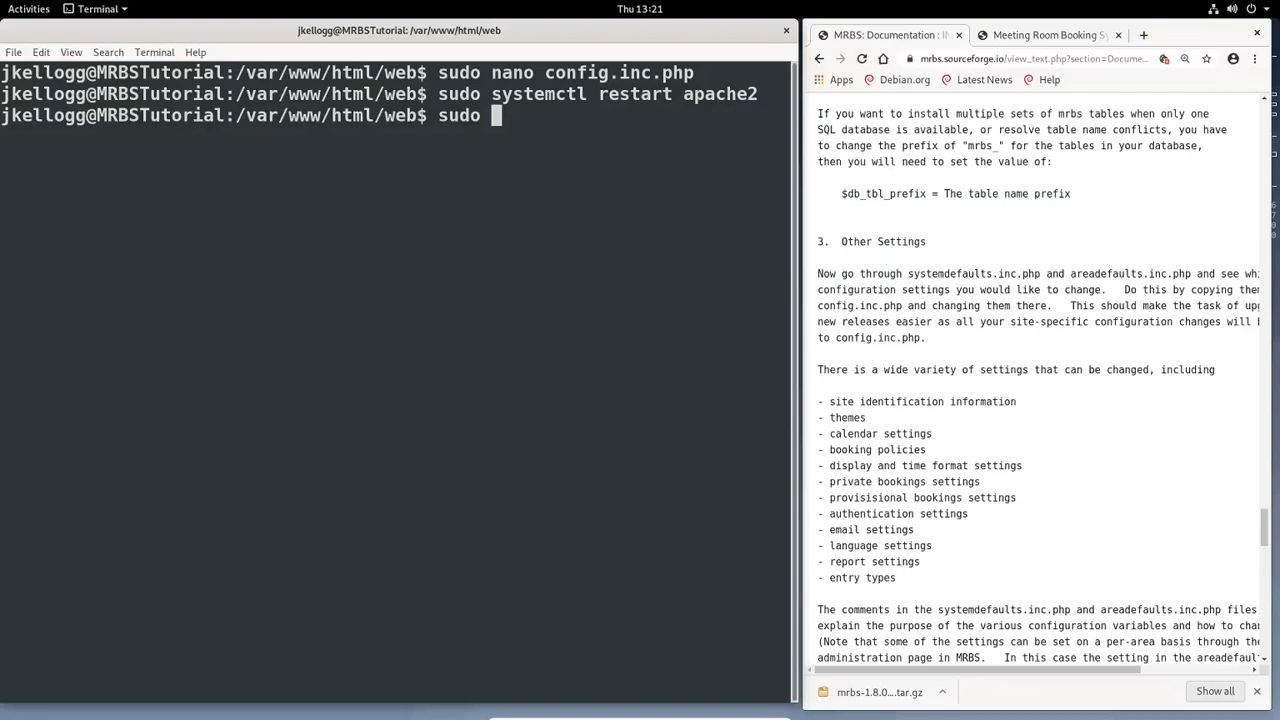 Activities
Terminal
Thu 13:21
jkellogg@MRBSTutorial: /var/www/html/web
File Edit View Search Terminal Help
jkellogg@MRBSTutorial:/var/www/html/web$ sudo nano config.inc.php
jkellogg@MRBSTutorial:/var/www/html/web$ sudo systemctl restart apache2
jkellogg@MRBSTutorial:/var/www/html/web$ sudo
MRBS: Documentation :
Meeting Room Booking Sy
mrbs.sourceforge.io/view_text.php?section=Docume...
Apps Debian.org Latest News Help
If you want to install multiple sets of mrbs tables when only one
SQL database is available, or resolve table name conflicts, you have
to change the prefix of "mrbs_" for the tables in your database,
then you will need to set the value of:
$db_tbl_prefix = The table name prefix
3. Other Settings
Now go through systemdefaults.inc.php and areadefaults.inc.php and see whi
configuration settings you would like to change. Do this by copying them
config.inc.php and changing them there. This should make the task of upg
new releases easier as all your site-specific configuration changes will b
to config.inc.php.
There is a wide variety of settings that can be changed, including
- site identification information
- themes
- calendar settings
- booking policies
- display and time format settings
- private bookings settings
- provisisional bookings settings
- authentication settings
- email settings
- language settings
- report settings
- entry types
The comments in the systemdefaults.inc.php and areadefaults.inc.php files
explain the purpose of the various configuration variables and how to chan
(Note that some of the settings can be set on a per-area basis through the
administration page in MRBS. In this case the setting in the areadefaul
mrbs-1.8.0....tar.gz
Show all